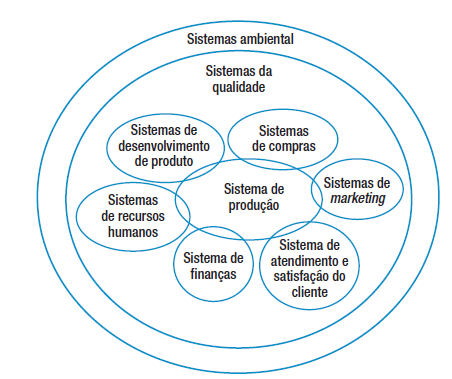 Sistemas ambiental
Sistemas da
qualidade
Sistemas de
desenvolvimento
de produto
Sistemas
de compras
Sistemas
de recursos
humanos
Sistema de
produção
Sistemas de
marketing
Sistema de
finanças
Sistema de
atendimento e
satisfação do
cliente